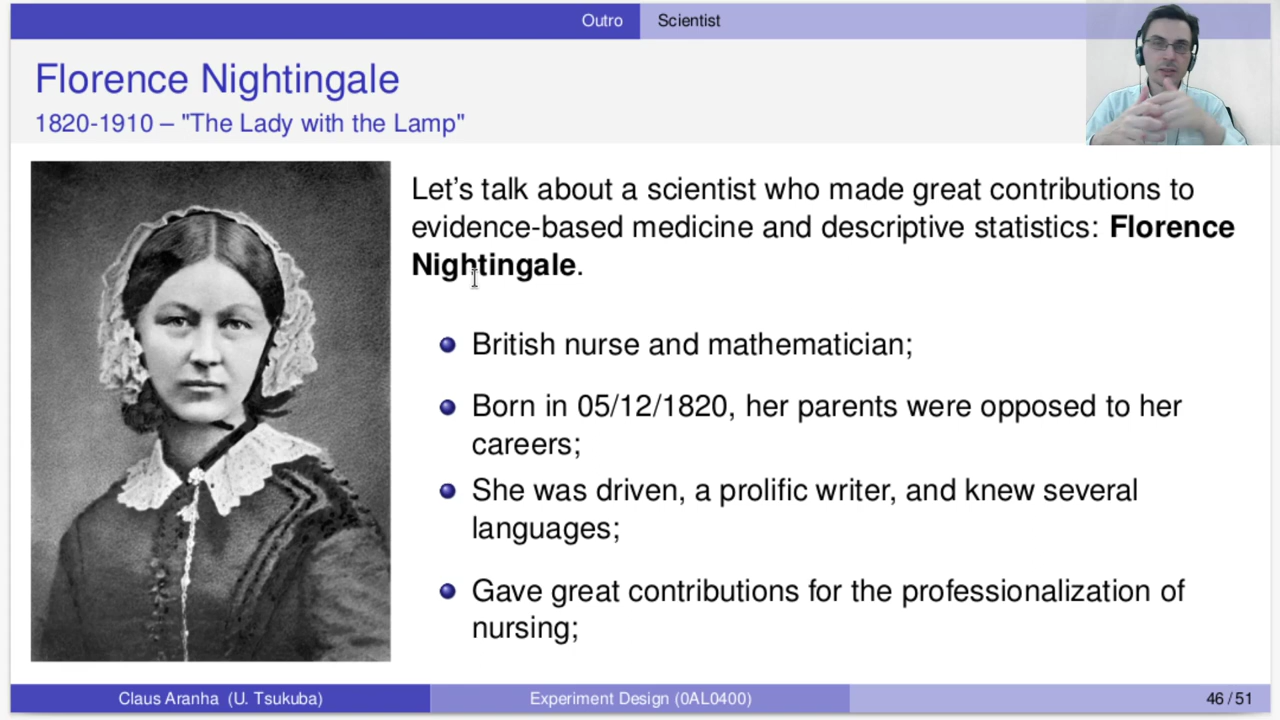 Outro Scientist
Florence Nightingale
1820-1910 – "The Lady with the Lamp"
Let's talk about a scientist who made great contributions to
evidence-based medicine and descriptive statistics: Florence
Nightingale.
British nurse and mathematician;
Born in 05/12/1820, her parents were opposed to her
careers;
She was driven, a prolific writer, and knew several
languages;
Gave great contributions for the professionalization of
nursing;
Claus Aranha (U. Tsukuba) Experiment Design (0AL0400) 46 / 51